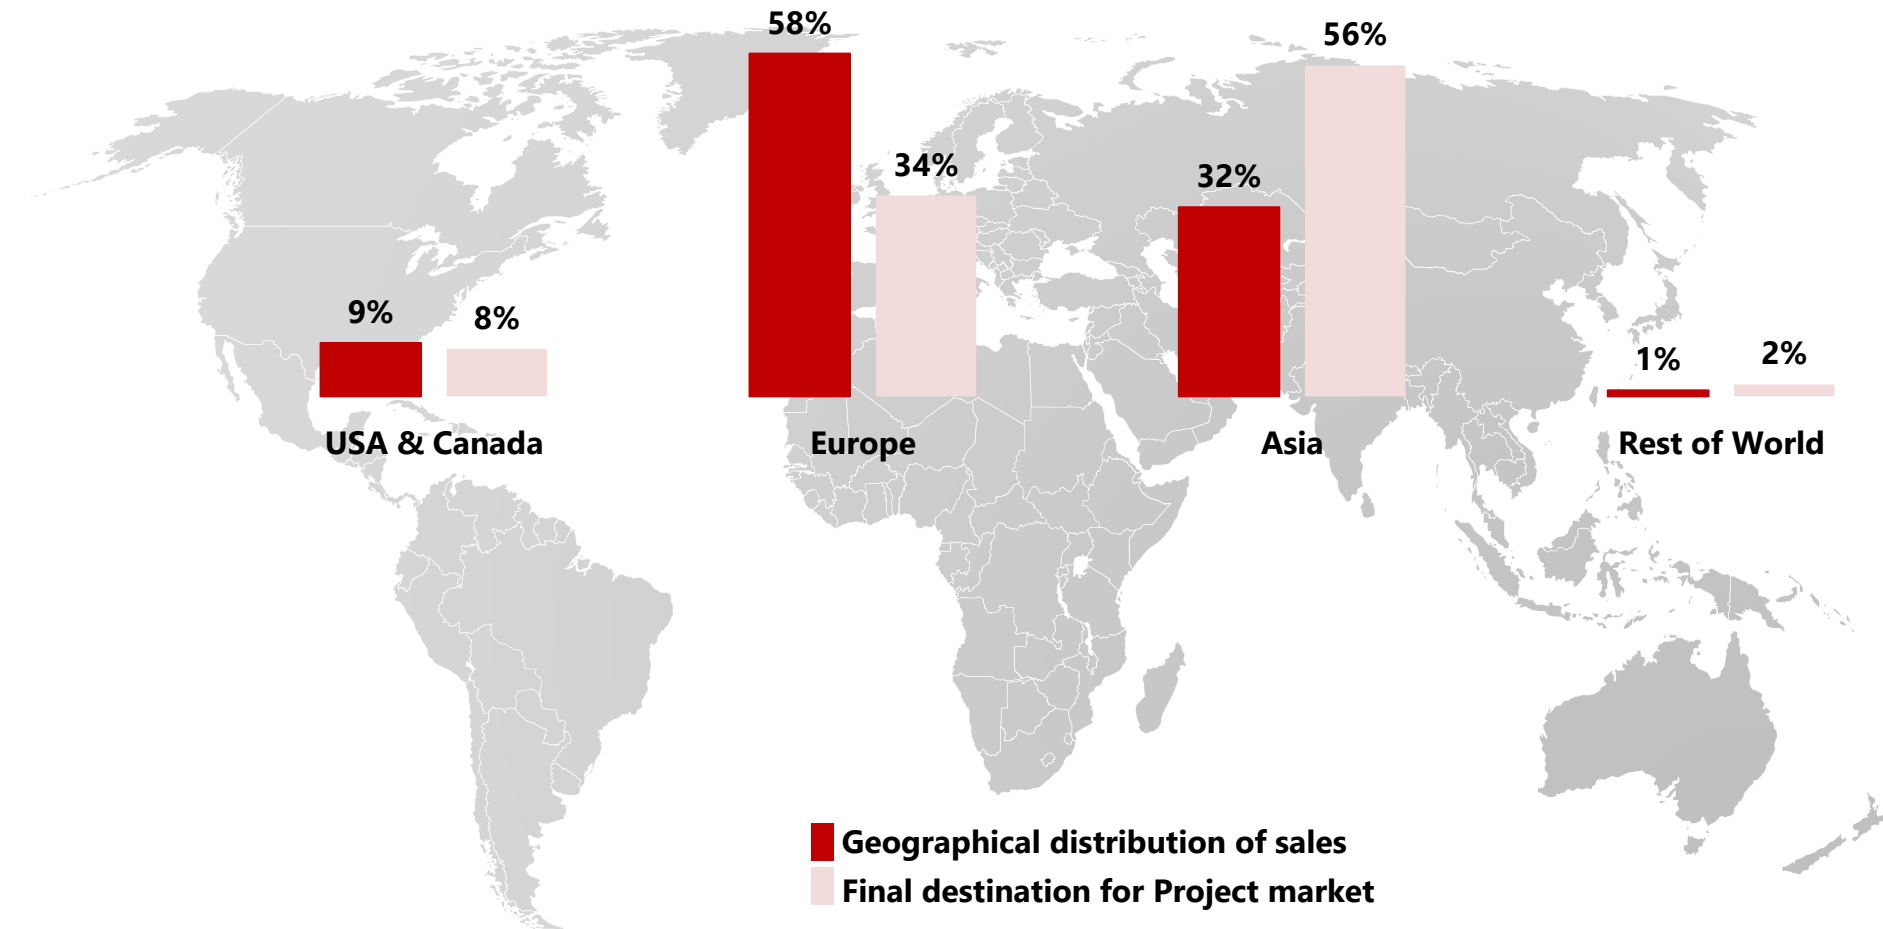 58%
56%
34%
32%
9%
8%
1%
2%
USA & Canada
Europe
Asia
Rest of World
Geographical distribution of sales
Final destination for Project market